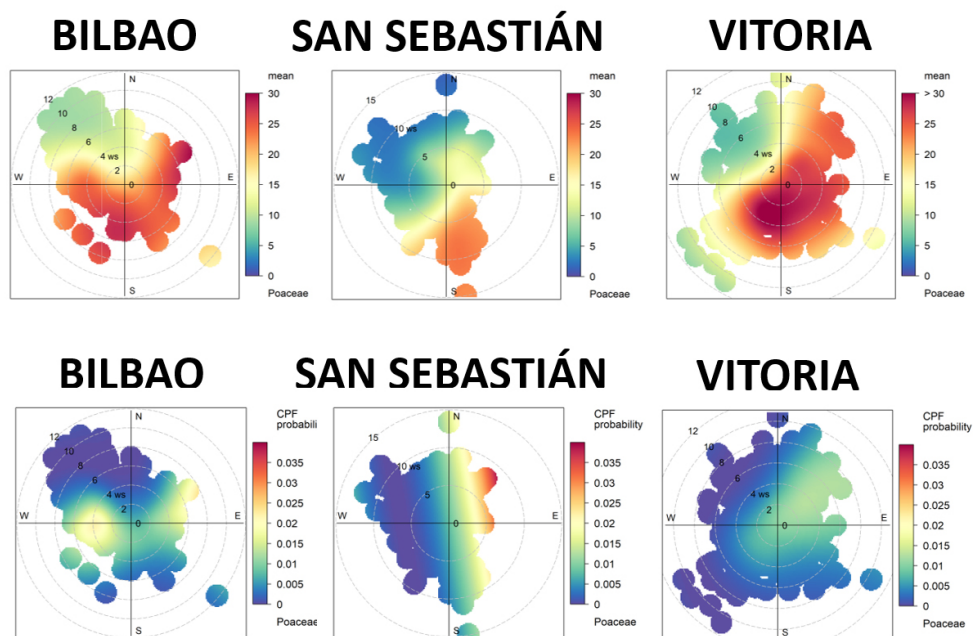 BILBAO
SAN SEBASTIÁN
VITORIA
mean
30
25
20
15
10
5
0
Poaceae
N
12
10
8
6
4 ws
2
0
W
E
S
mean
30
25
20
15
10
5
0
Poaceae
N
15
10 ws
5
0
W
E
S
mean
> 30
25
20
15
10
5
0
Poaceae
N
12
10
8
6
4 ws
2
0
W
E
S
BILBAO
SAN SEBASTIÁN
VITORIA
CPF
probabili
0.035
0.03
0.025
0.02
0.015
0.01
0.005
0
Poaceae
N
12
10
8
6
4 ws
2
0
W
E
S
CPF
probability
0.035
0.03
0.025
0.02
0.015
0.01
0.005
0
Poaceae
N
15
10 ws
5
0
W
E
S
CPF
probability
0.035
0.03
0.025
0.02
0.015
0.01
0.005
0
Poaceae
N
12
10
8
6
4 ws
2
0
W
E
S